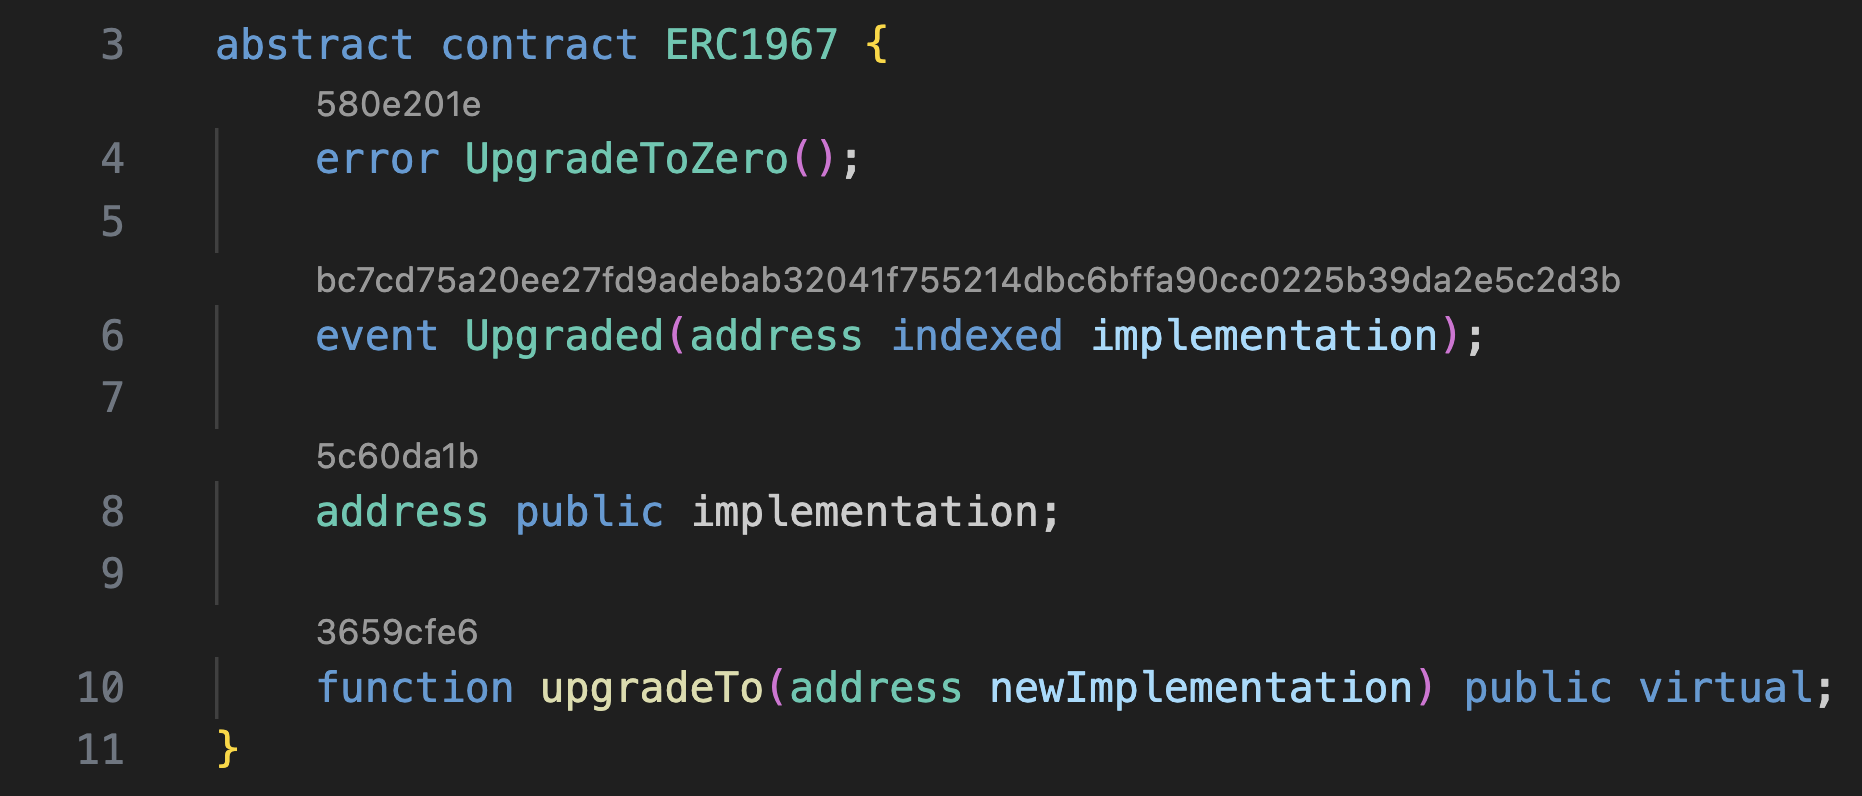 3 abstract contract ERC1967 {
580e201e
4 error UpgradeToZero();
5
bc7cd75a20ee27fd9adebab32041f755214dbc6bffa90cc0225b39da2e5c2d3b
6 event Upgraded(address indexed implementation);
7
5c60da1b
8 address public implementation;
9
3659cfe6
10 function upgradeTo(address newImplementation) public virtual;
11 }